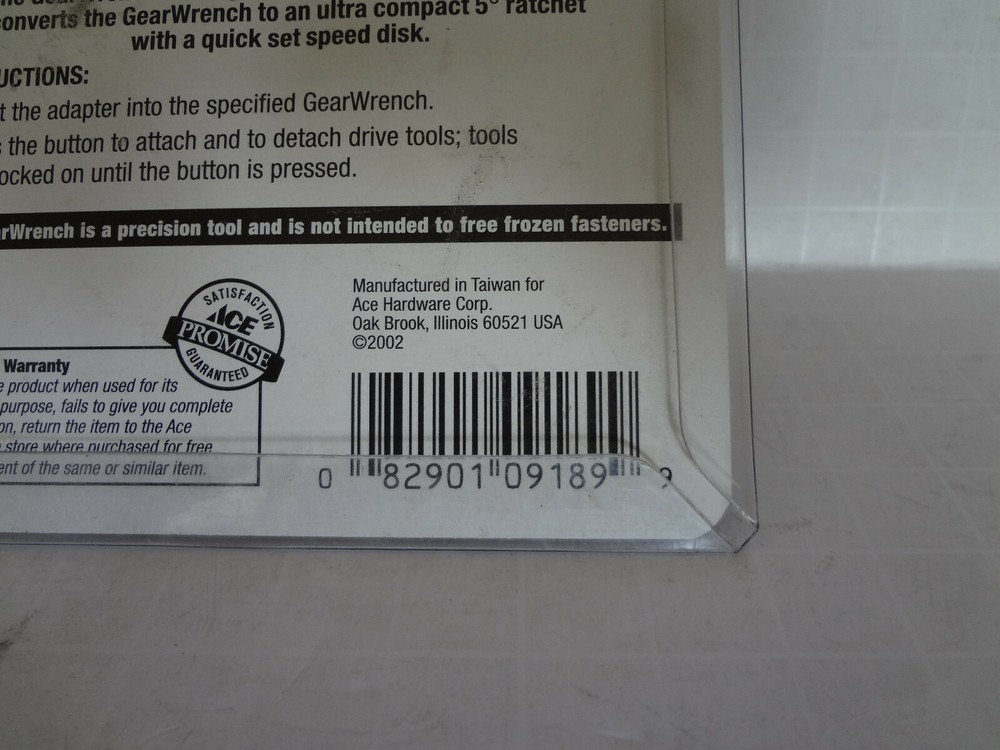 converts the GearWrench to an ultra compact 5° ratchet
with a quick set speed disk.
UCTIONS:
t the adapter into the specified GearWrench.
s the button to attach and to detach drive tools; tools
ocked on until the button is pressed.
arWrench is a precision tool and is not intended to free frozen fasteners.
SATISFACTION
ACE
PROMISE
GUARANTEED
Manufactured in Taiwan for
Ace Hardware Corp.
Oak Brook, Illinois 60521 USA
©2002
Warranty
e product when used for its
purpose, fails to give you complete
on, return the item to the Ace
store where purchased for free
ent of the same or similar item.
0 82901 09189 9